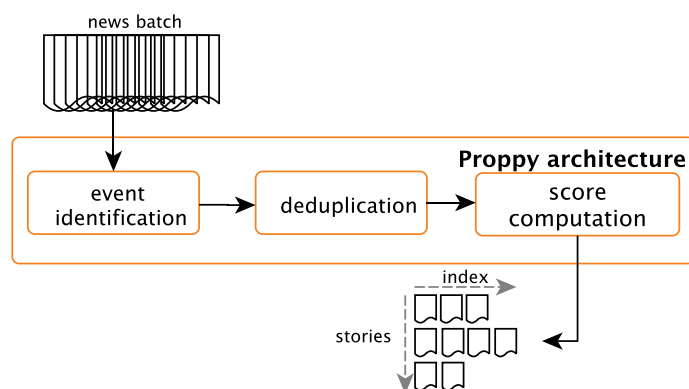 news batch
Proppy architecture
event
identification
deduplication
score
computation
index
stories